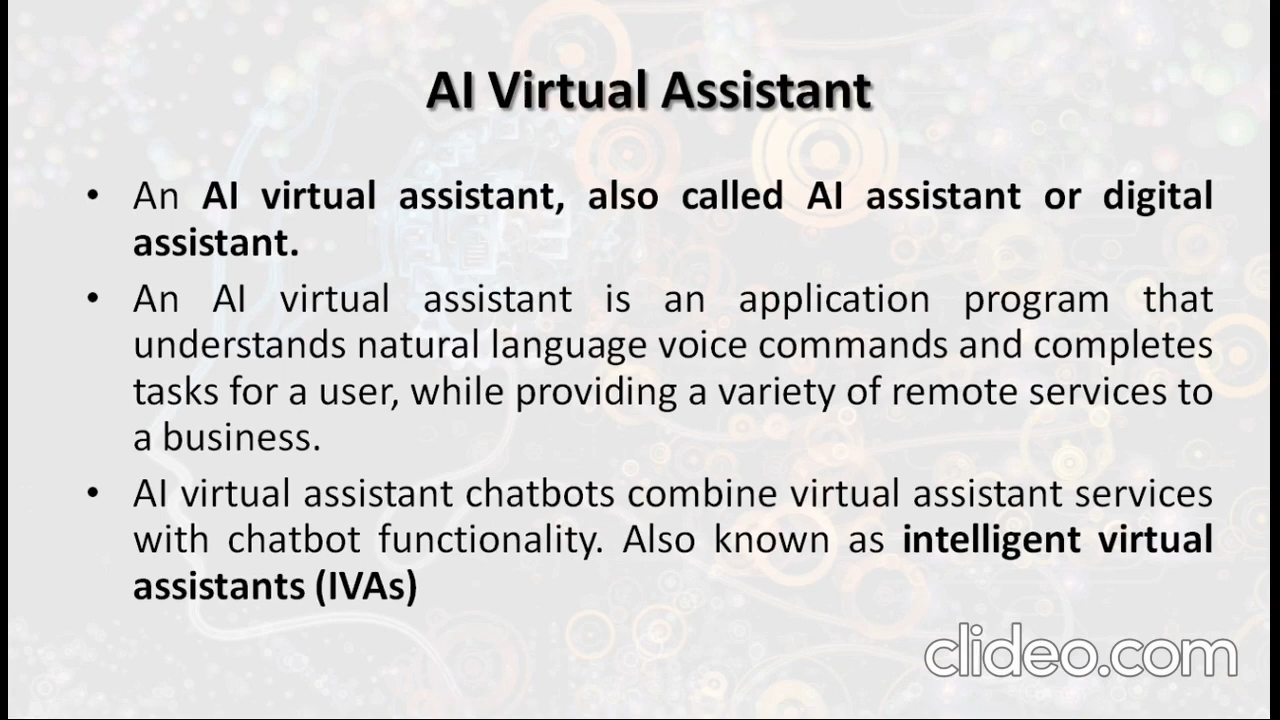 AI Virtual Assistant
• An AI virtual assistant, also called AI assistant or digital
assistant.
• An AI virtual assistant is an application program that
understands natural language voice commands and completes
tasks for a user, while providing a variety of remote services to
a business.
• AI virtual assistant chatbots combine virtual assistant services
with chatbot functionality. Also known as intelligent virtual
assistants (IVAs)
clideo.com